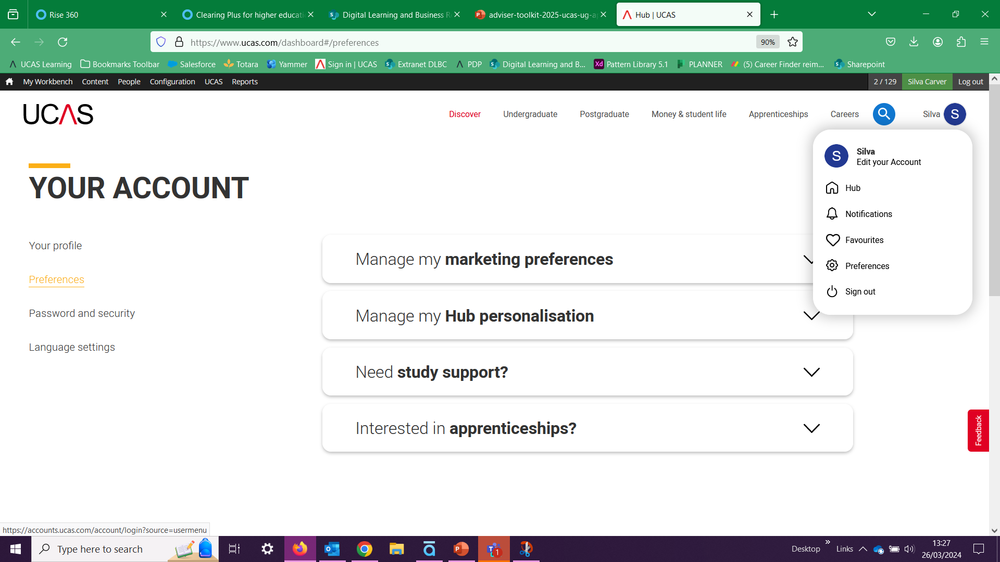 Rise 360
Clearing Plus for higher educati
Digital Learning and Business R
adviser-toolkit-2025-ucas-ug-a
Hub | UCAS
https://www.ucas.com/dashboard#/preferences
90%
UCAS Learning
Bookmarks Toolbar
Salesforce
Totara
Yammer
Sign in | UCAS
Extranet DLBC
PDP
Digital Learning and B...
Xd
Pattern Library 5.1
PLANNER
(5) Career Finder reim...
Sharepoint
My Workbench
Content
People
Configuration
UCAS
Reports
2 / 129
Silva Carver
Log out
UCAS
Discover
Undergraduate
Postgraduate
Money & student life
Apprenticeships
Careers
Silva
S
S
Silva
Edit your Account
Hub
Notifications
Favourites
Preferences
Sign out
YOUR ACCOUNT
Your profile
Preferences
Password and security
Language settings
Manage my marketing preferences
Manage my Hub personalisation
Need study support?
Interested in apprenticeships?
Feedback
https://accounts.ucas.com/account/login?source=usermenu
Type here to search
1
Desktop
Links
13:27
26/03/2024